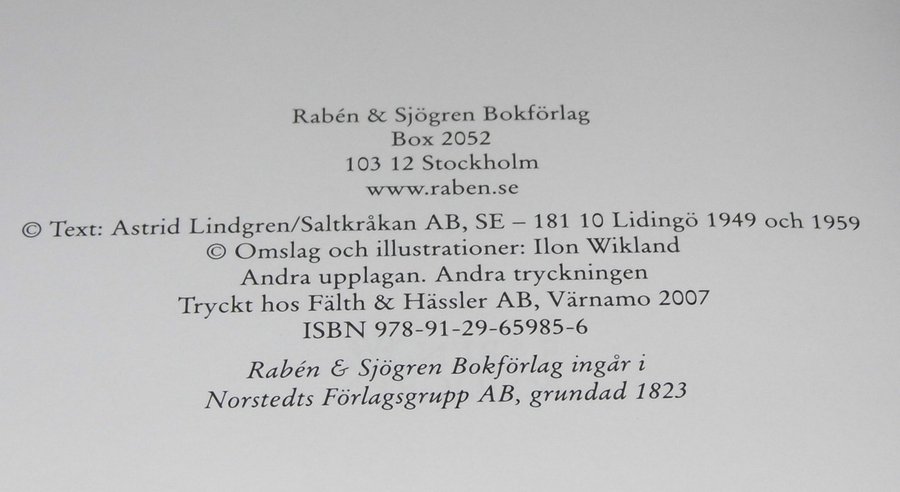 Rabén & Sjögren Bokförlag
Box 2052
103 12 Stockholm
www.raben.se
© Text: Astrid Lindgren/Saltkråkan AB, SE – 181 10 Lidingö 1949 och 1959
© Omslag och illustrationer: Ilon Wikland
Andra upplagan. Andra tryckningen
Tryckt hos Fälth & Hässler AB, Värnamo 2007
ISBN 978-91-29-65985-6
Rabén & Sjögren Bokförlag ingår i
Norstedts Förlagsgrupp AB, grundad 1823